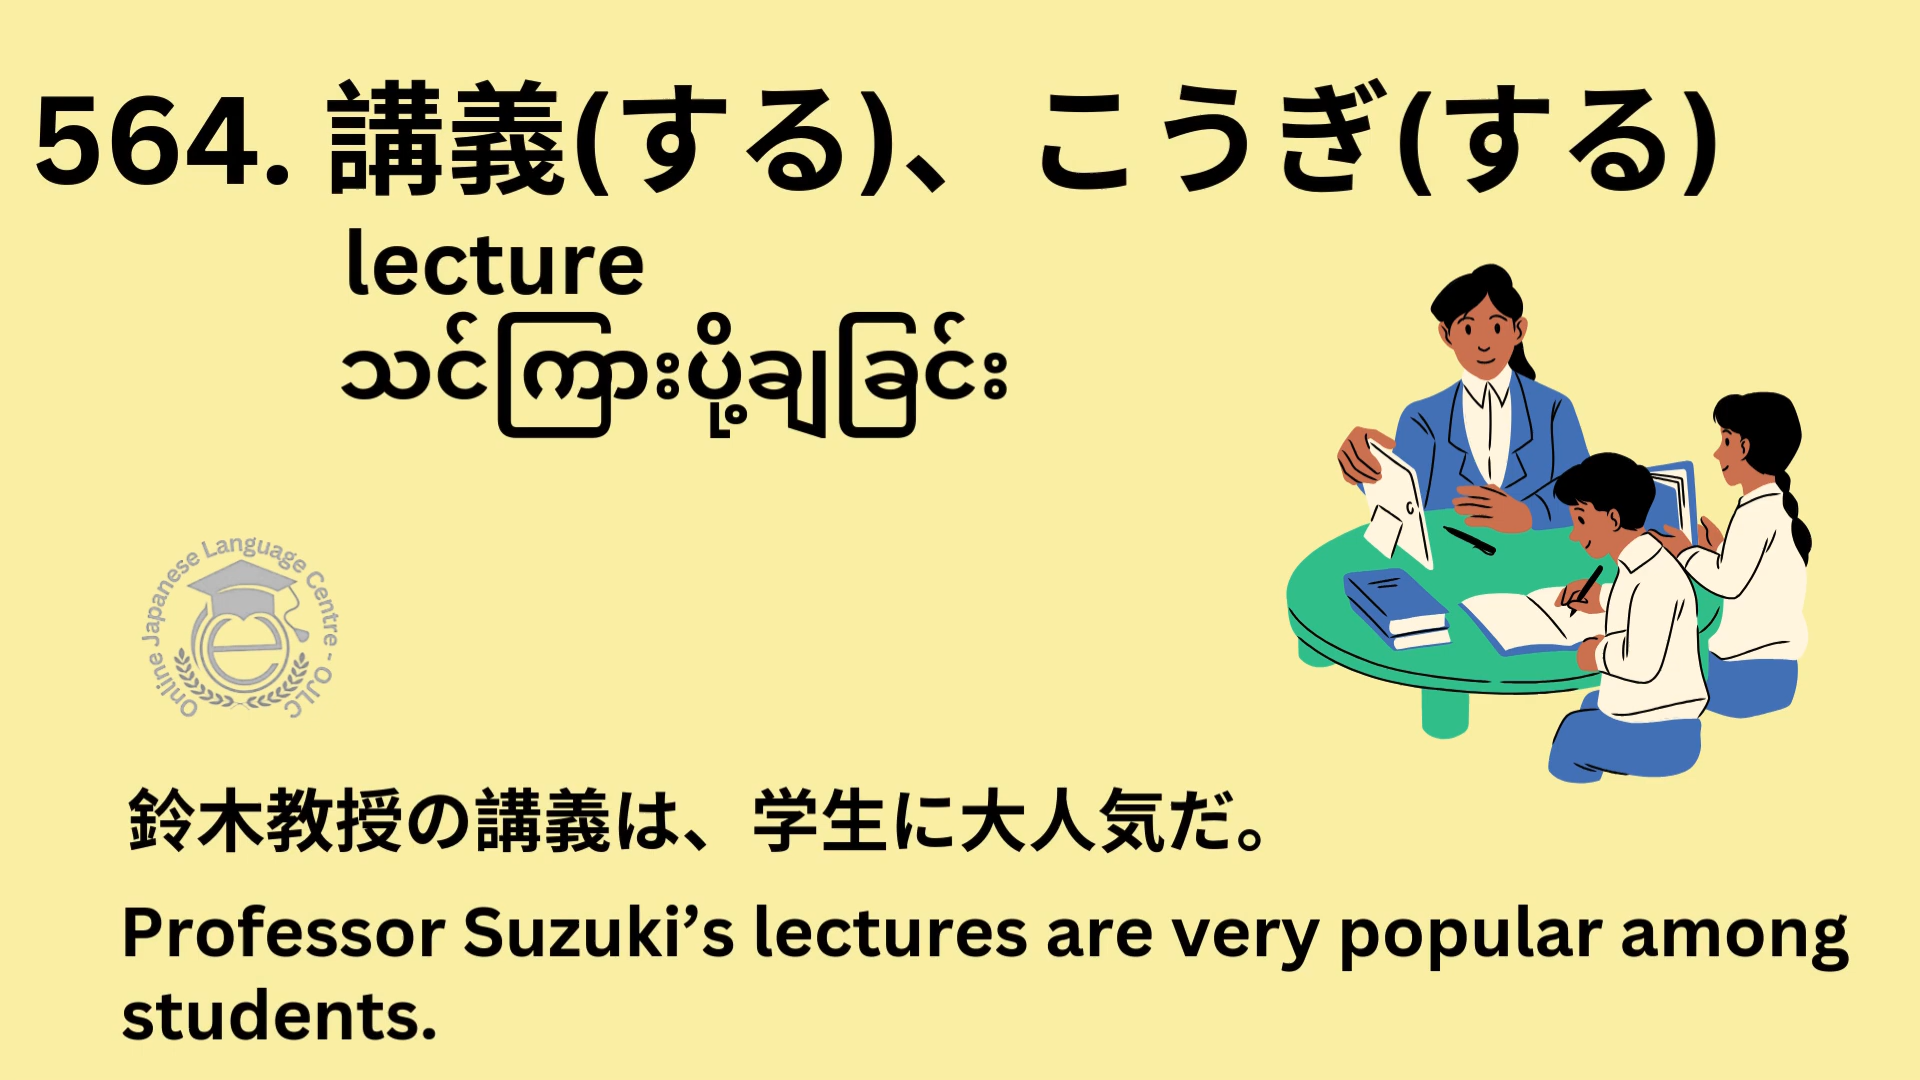 564. 講義(する)、こうぎ(する)
lecture
သင်ကြားပို့ချခြင်း
Online Japanese Language Centre - OJLC
e
鈴木教授の講義は、学生に大人気だ。
Professor Suzuki’s lectures are very popular among
students.